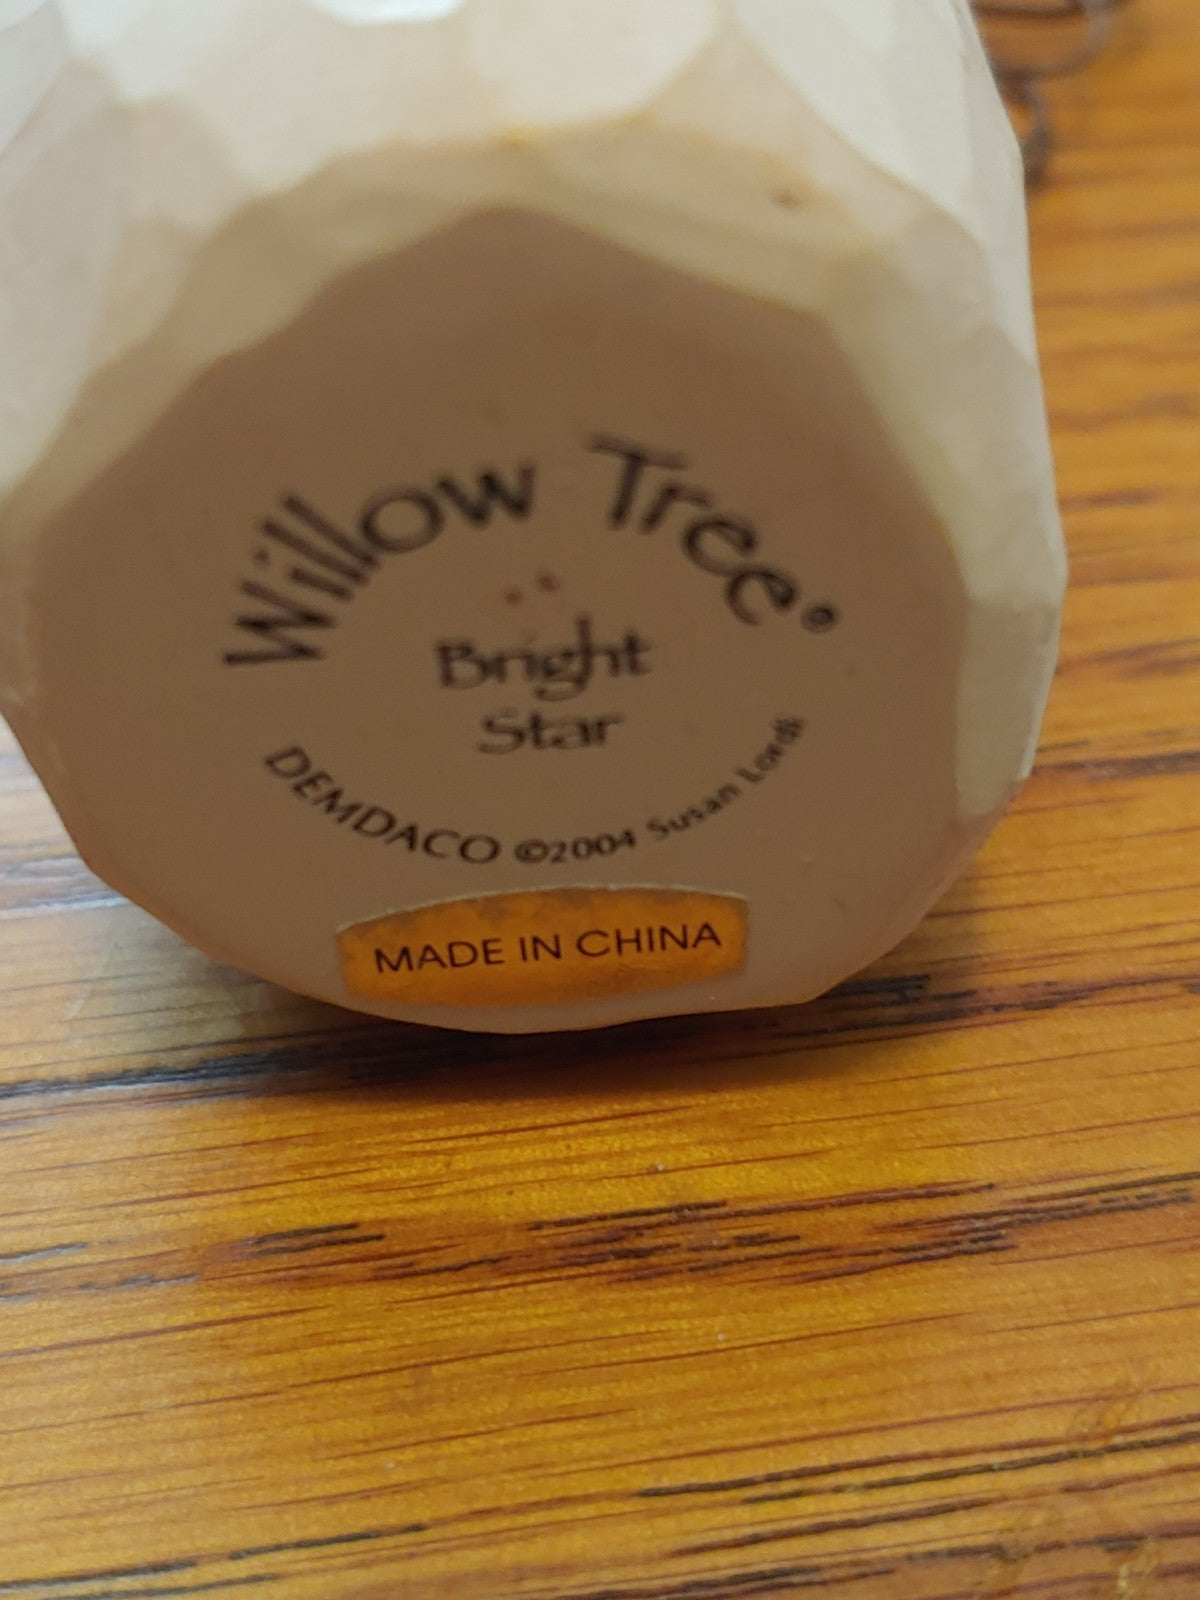 Willow Tree®
Bright
Star
DEMDACO ©2004 Susan Lordi
MADE IN CHINA